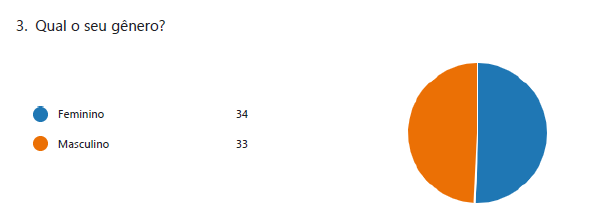 3. Qual o seu gênero?
Feminino 34
Masculino 33